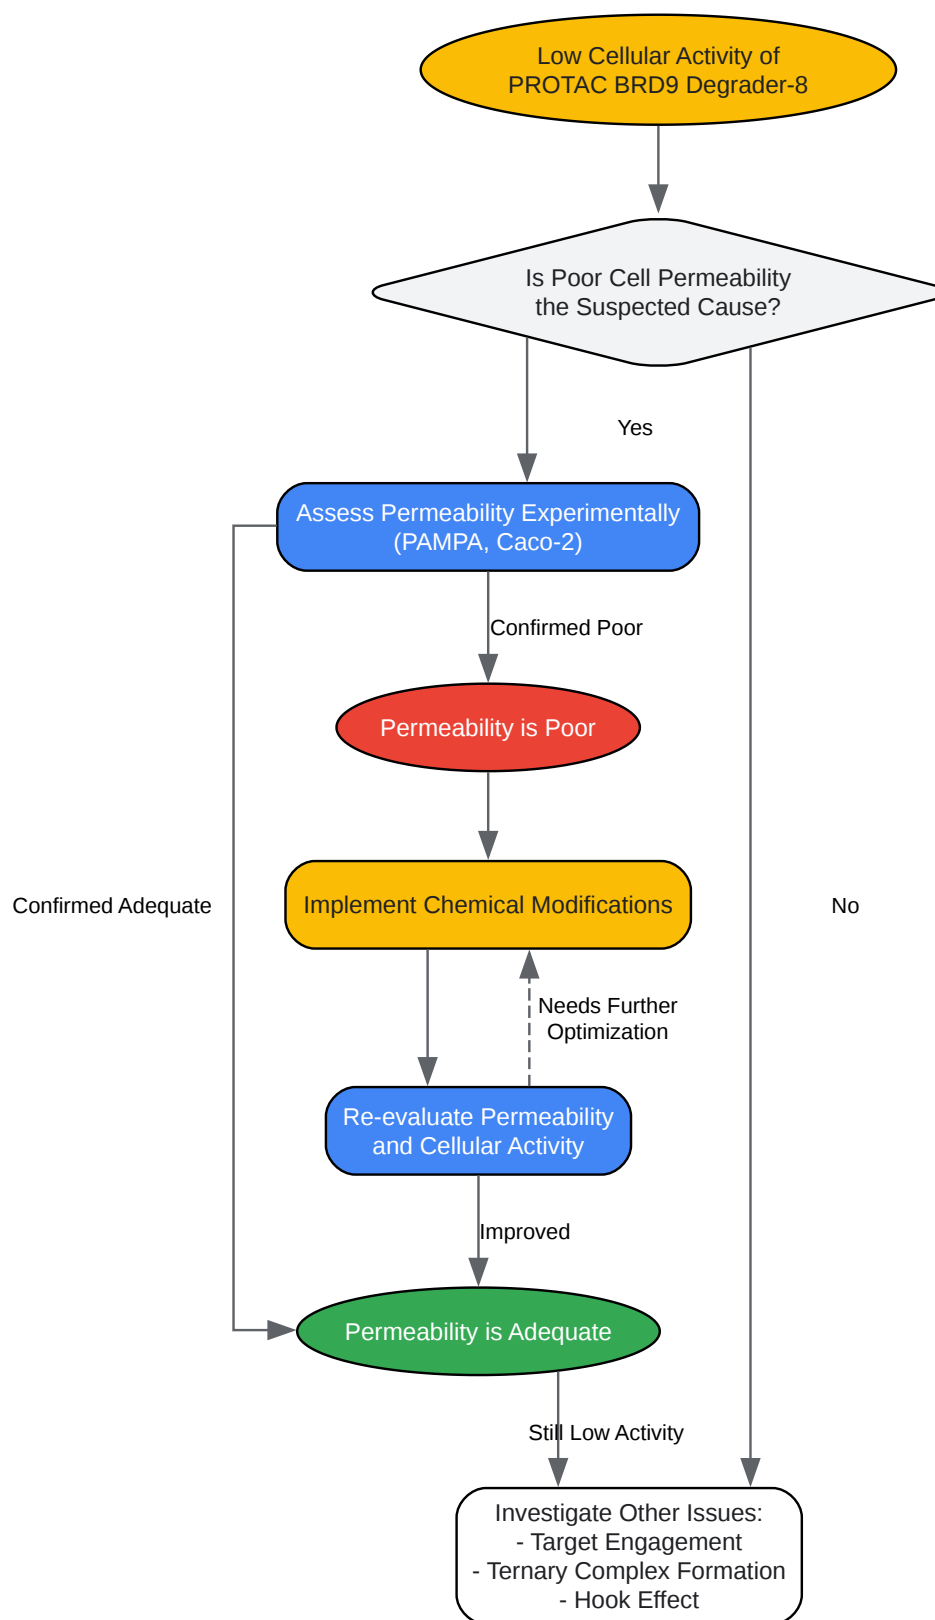 Low Cellular Activity of
PROTAC BRD9 Degrader-8
Is Poor Cell Permeability
the Suspected Cause?
Yes
Assess Permeability Experimentally
(PAMPA, Caco-2)
Confirmed Poor
Permeability is Poor
Confirmed Adequate
Implement Chemical Modifications
No
Needs Further
Optimization
Re-evaluate Permeability
and Cellular Activity
Improved
Permeability is Adequate
Still Low Activity
Investigate Other Issues:
- Target Engagement
- Ternary Complex Formation
- Hook Effect